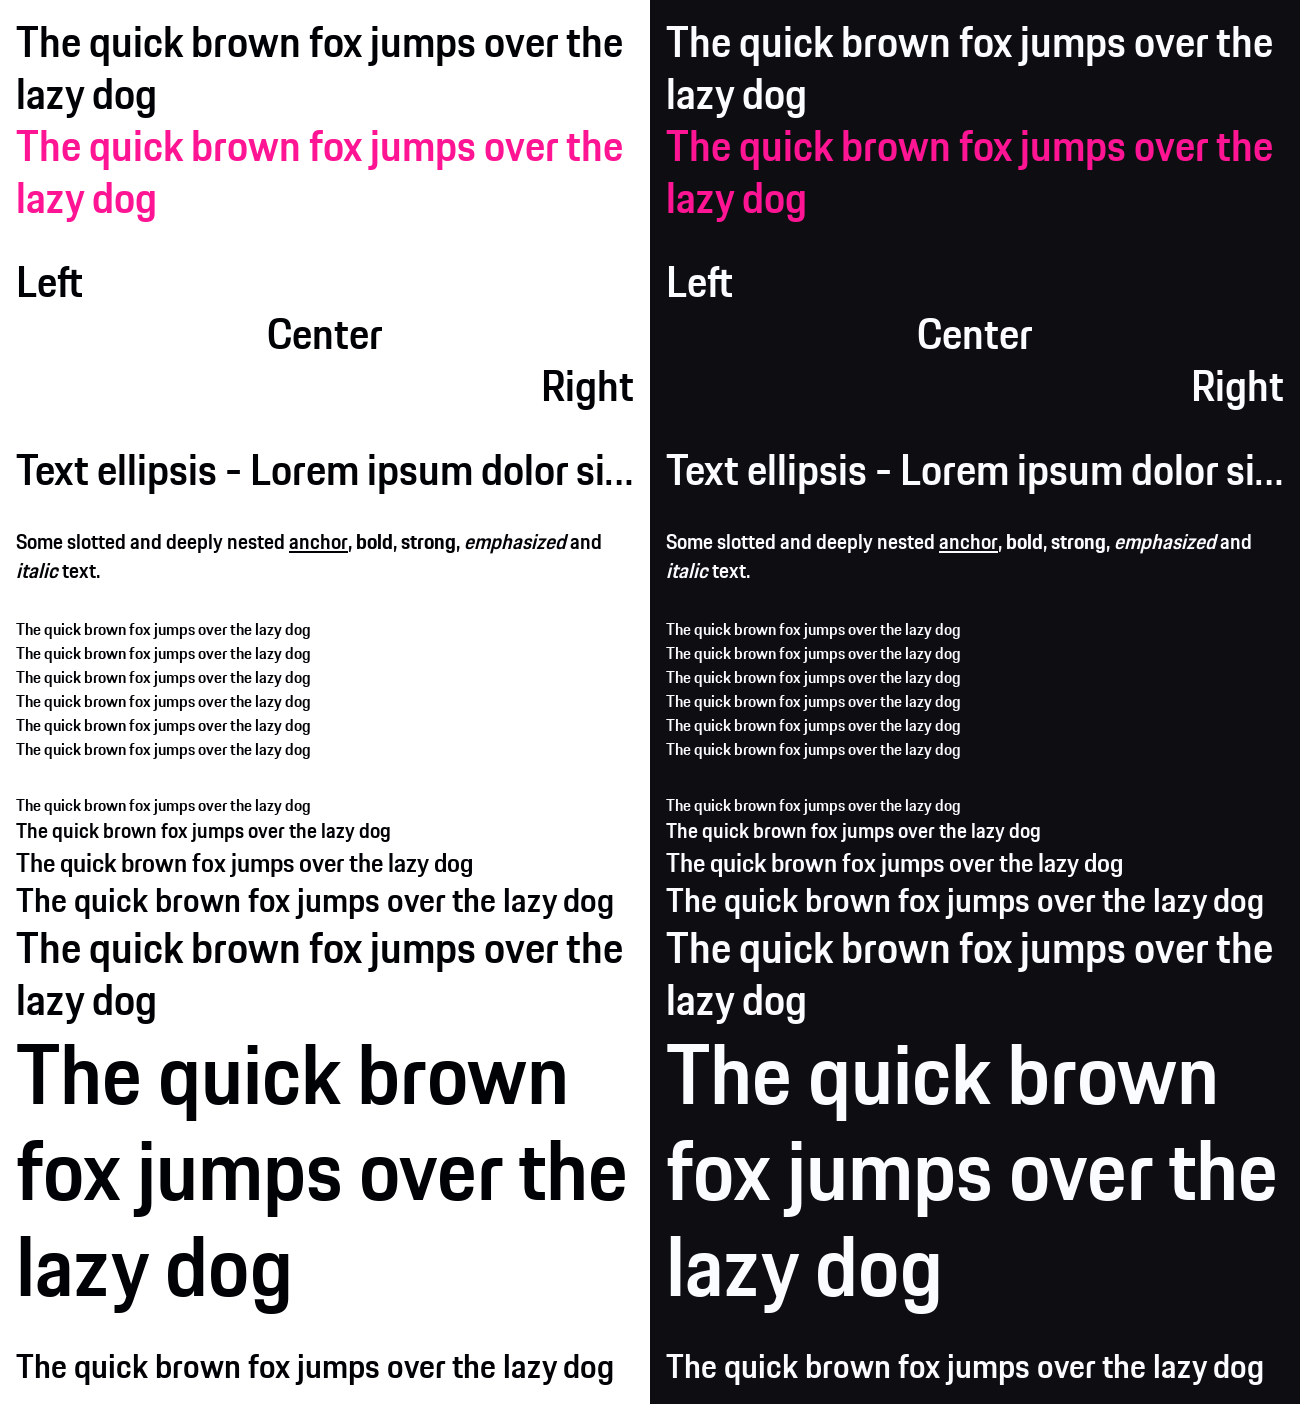 The quick brown fox jumps over the
lazy dog
The quick brown fox jumps over the
lazy dog
Left
Center
Right
Text ellipsis - Lorem ipsum dolor si...
Some slotted and deeply nested anchor, bold, strong, emphasized and
italic text.
The quick brown fox jumps over the lazy dog
The quick brown fox jumps over the lazy dog
The quick brown fox jumps over the lazy dog
The quick brown fox jumps over the lazy dog
The quick brown fox jumps over the lazy dog
The quick brown fox jumps over the lazy dog
The quick brown fox jumps over the lazy dog
The quick brown fox jumps over the lazy dog
The quick brown fox jumps over the lazy dog
The quick brown fox jumps over the lazy dog
The quick brown fox jumps over the
lazy dog
The quick brown
fox jumps over the
lazy dog
The quick brown fox jumps over the lazy dog
The quick brown fox jumps over the
lazy dog
The quick brown fox jumps over the
lazy dog
Left
Center
Right
Text ellipsis - Lorem ipsum dolor si...
Some slotted and deeply nested anchor, bold, strong, emphasized and
italic text.
The quick brown fox jumps over the lazy dog
The quick brown fox jumps over the lazy dog
The quick brown fox jumps over the lazy dog
The quick brown fox jumps over the lazy dog
The quick brown fox jumps over the lazy dog
The quick brown fox jumps over the lazy dog
The quick brown fox jumps over the lazy dog
The quick brown fox jumps over the lazy dog
The quick brown fox jumps over the lazy dog
The quick brown fox jumps over the lazy dog
The quick brown fox jumps over the
lazy dog
The quick brown
fox jumps over the
lazy dog
The quick brown fox jumps over the lazy dog